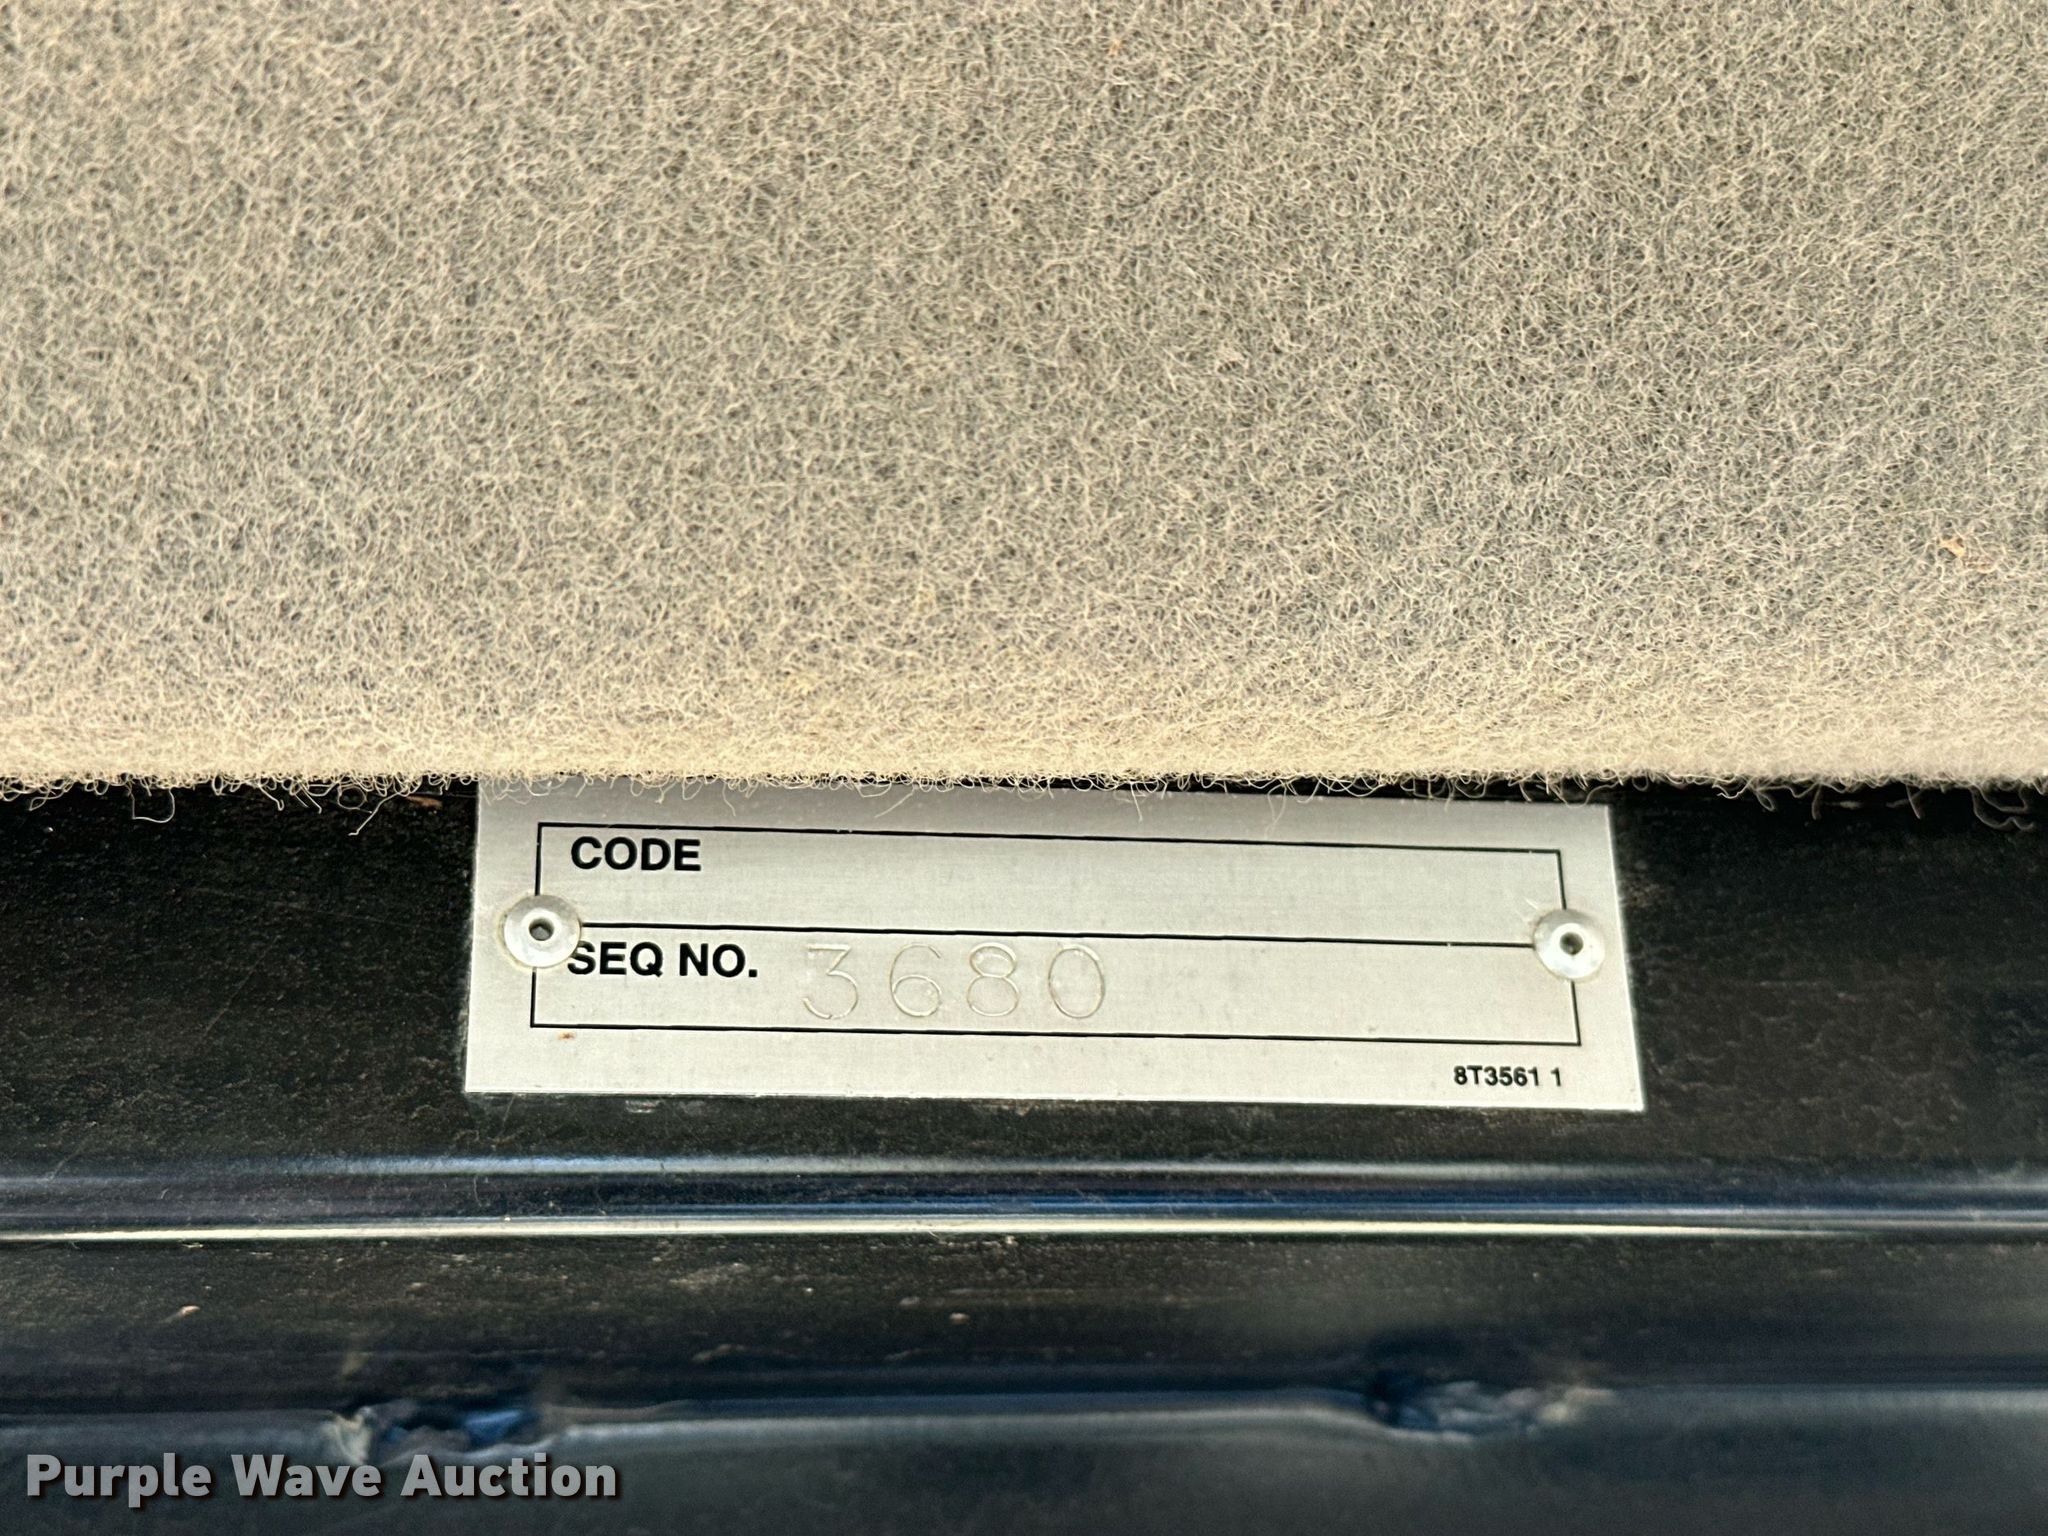 CODE
SEQ NO. 3680
8T3561 1
Purple Wave Auction